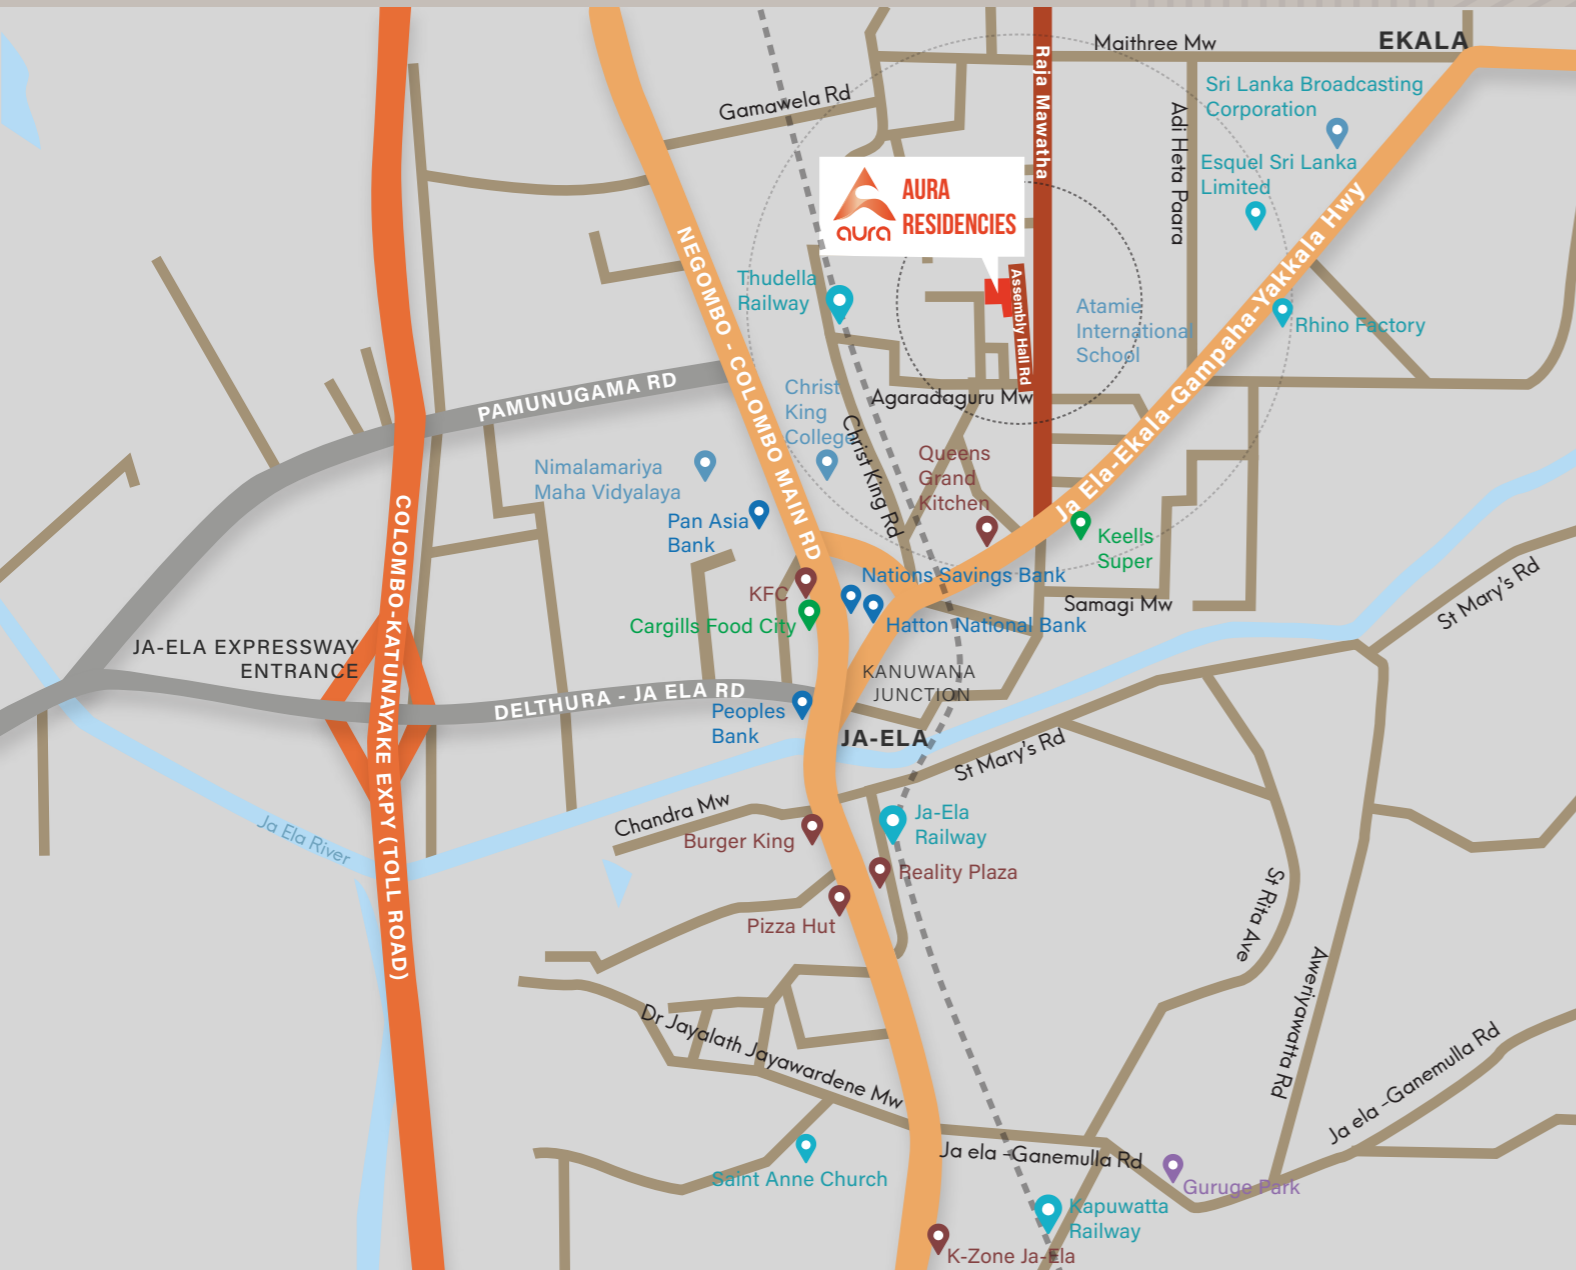 Maithree Mw
EKALA
Raja Mawatha
Sri Lanka Broadcasting
Corporation
Gamawela Rd
Adi Heta Paara
Esquel Sri Lanka
Limited
aura
AURA
RESIDENCIES
NEGOMBO - COLOMBO MAIN RD
Thudella
Railway
Assembly Hall Rd
Atamie
International
School
Ja Ela-Ekala-Gampaha-Yakkala Hwy
Rhino Factory
PAMUNUGAMA RD
Christ
King
College
Agaradaguru Mw
Christ King Rd
Nimalamariya
Maha Vidyalaya
Queens
Grand
Kitchen
Pan Asia
Bank
COLOMBO-KATUNAYAKE EXPY (TOLL ROAD)
Keells
Super
KFC
Nations Savings Bank
Cargills Food City
Hatton National Bank
Samagi Mw
St Mary's Rd
JA-ELA EXPRESSWAY
ENTRANCE
KANUWANA
JUNCTION
DELTHURA - JA ELA RD
Peoples
Bank
JA-ELA
St Mary's Rd
Chandra Mw
Ja Ela River
Burger King
Ja-Ela
Railway
Reality Plaza
Pizza Hut
St Rita Ave
Aweriyawatta Rd
Dr Jayalath Jayawardene Mw
Ja ela -Ganemulla Rd
Ja ela -Ganemulla Rd
Saint Anne Church
Guruge Park
Kapuwatta
Railway
K-Zone Ja-Ela